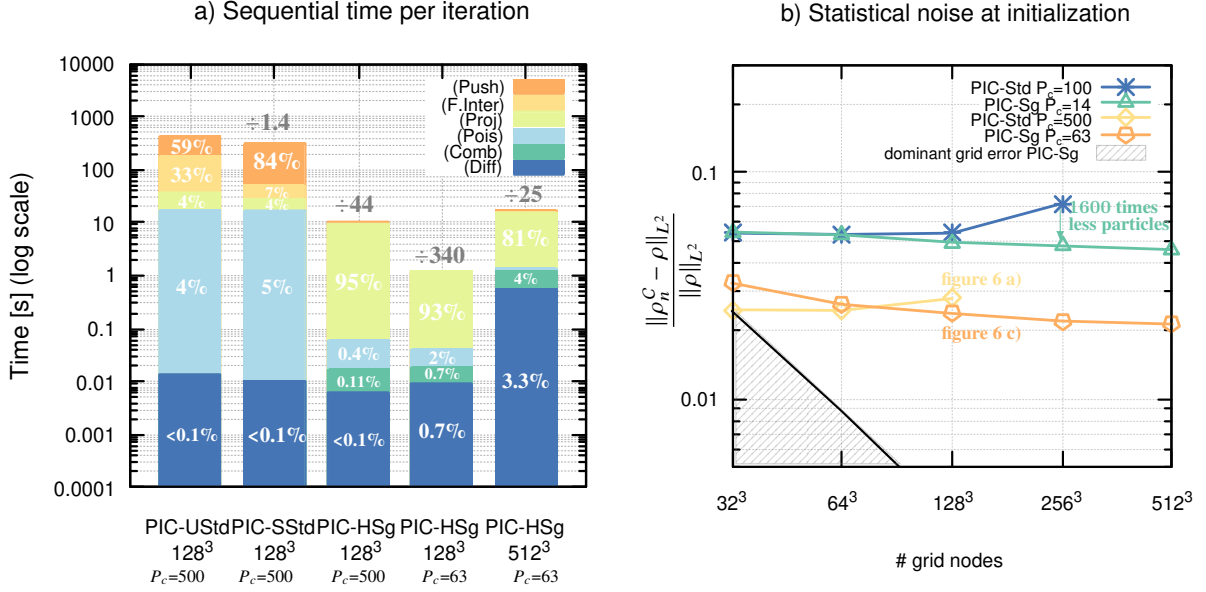 a) Sequential time per iteration
10000
1000
100
10
1
0.1
0.01
0.001
0.0001
Time [s] (log scale)
(Push)
(F.Inter)
(Proj)
(Pois)
(Comb)
(Diff)
59%
33%
4%
4%
<0.1%
÷1.4
84%
7%
4%
5%
<0.1%
÷44
95%
0.4%
0.11%
<0.1%
÷340
93%
2%
0.7%
0.7%
÷25
81%
4%
3.3%
PIC-UStd PIC-SStd PIC-HSg PIC-HSg PIC-HSg
128³ 128³ 128³ 128³ 512³
P_c=500 P_c=500 P_c=500 P_c=63 P_c=63
b) Statistical noise at initialization
PIC-Std P_c=100
PIC-Sg P_c=14
PIC-Std P_c=500
PIC-Sg P_c=63
dominant grid error PIC-Sg
0.1
0.01
‖ρ_n^C − ρ‖_{L²}
‖ρ‖_{L²}
1600 times
less particles
figure 6 a)
figure 6 c)
32³ 64³ 128³ 256³ 512³
# grid nodes